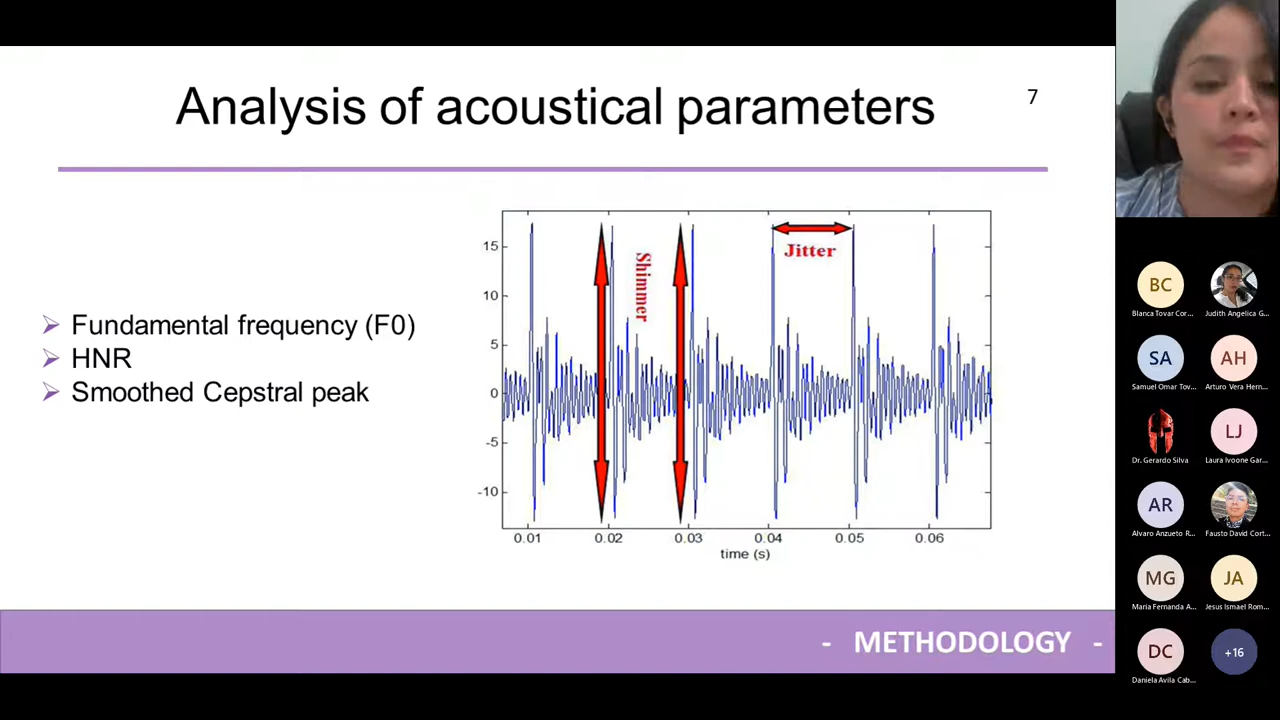 Analysis of acoustical parameters
7
Fundamental frequency (F0)
HNR
Smoothed Cepstral peak
15
10
5
0
-5
-10
Shimmer
Jitter
0.01 0.02 0.03 0.04 0.05 0.06
time (s)
- METHODOLOGY -
BC
Blanca Tovar Cor...
Judith Angelica G...
SA
AH
Samuel Omar Tov...
Arturo Vera Hern...
LJ
Dr. Gerardo Silva
Laura Ivoone Gar...
AR
Alvaro Anzueto R...
Fausto David Cort...
MG
JA
Maria Fernanda A...
Jesus Ismael Rom...
DC
+16
Daniela Avila Cab...